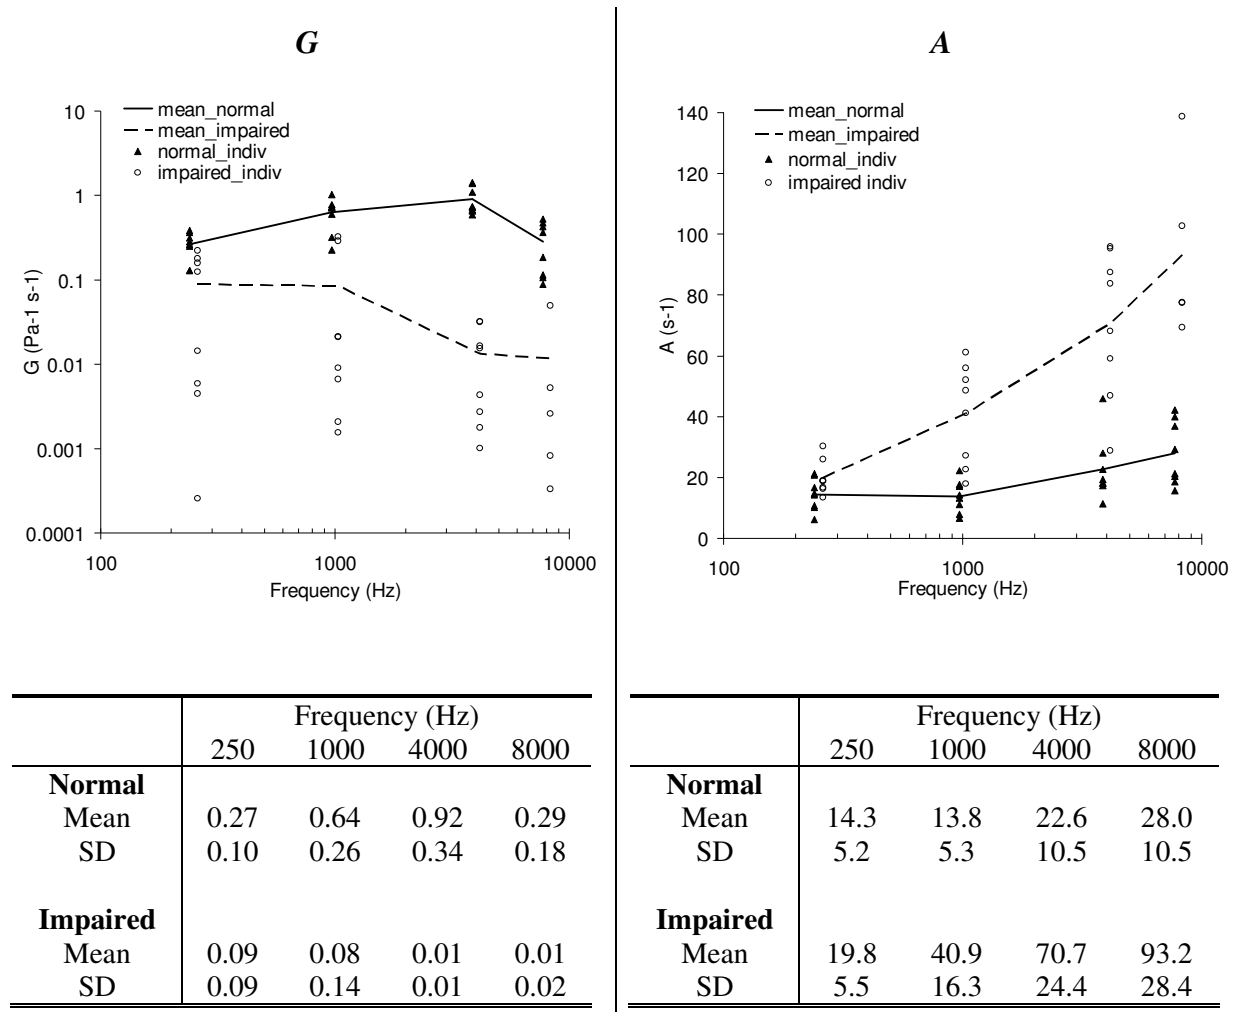 G
mean_normal
mean_impaired
normal_indiv
impaired_indiv
10
1
0.1
0.01
0.001
0.0001
G (Pa-1 s-1)
100 1000 10000
Frequency (Hz)
Frequency (Hz)
250 1000 4000 8000
Normal
Mean 0.27 0.64 0.92 0.29
SD 0.10 0.26 0.34 0.18
Impaired
Mean 0.09 0.08 0.01 0.01
SD 0.09 0.14 0.01 0.02
A
mean_normal
mean_impaired
normal_indiv
impaired indiv
140
120
100
80
60
40
20
0
A (s-1)
100 1000 10000
Frequency (Hz)
Frequency (Hz)
250 1000 4000 8000
Normal
Mean 14.3 13.8 22.6 28.0
SD 5.2 5.3 10.5 10.5
Impaired
Mean 19.8 40.9 70.7 93.2
SD 5.5 16.3 24.4 28.4